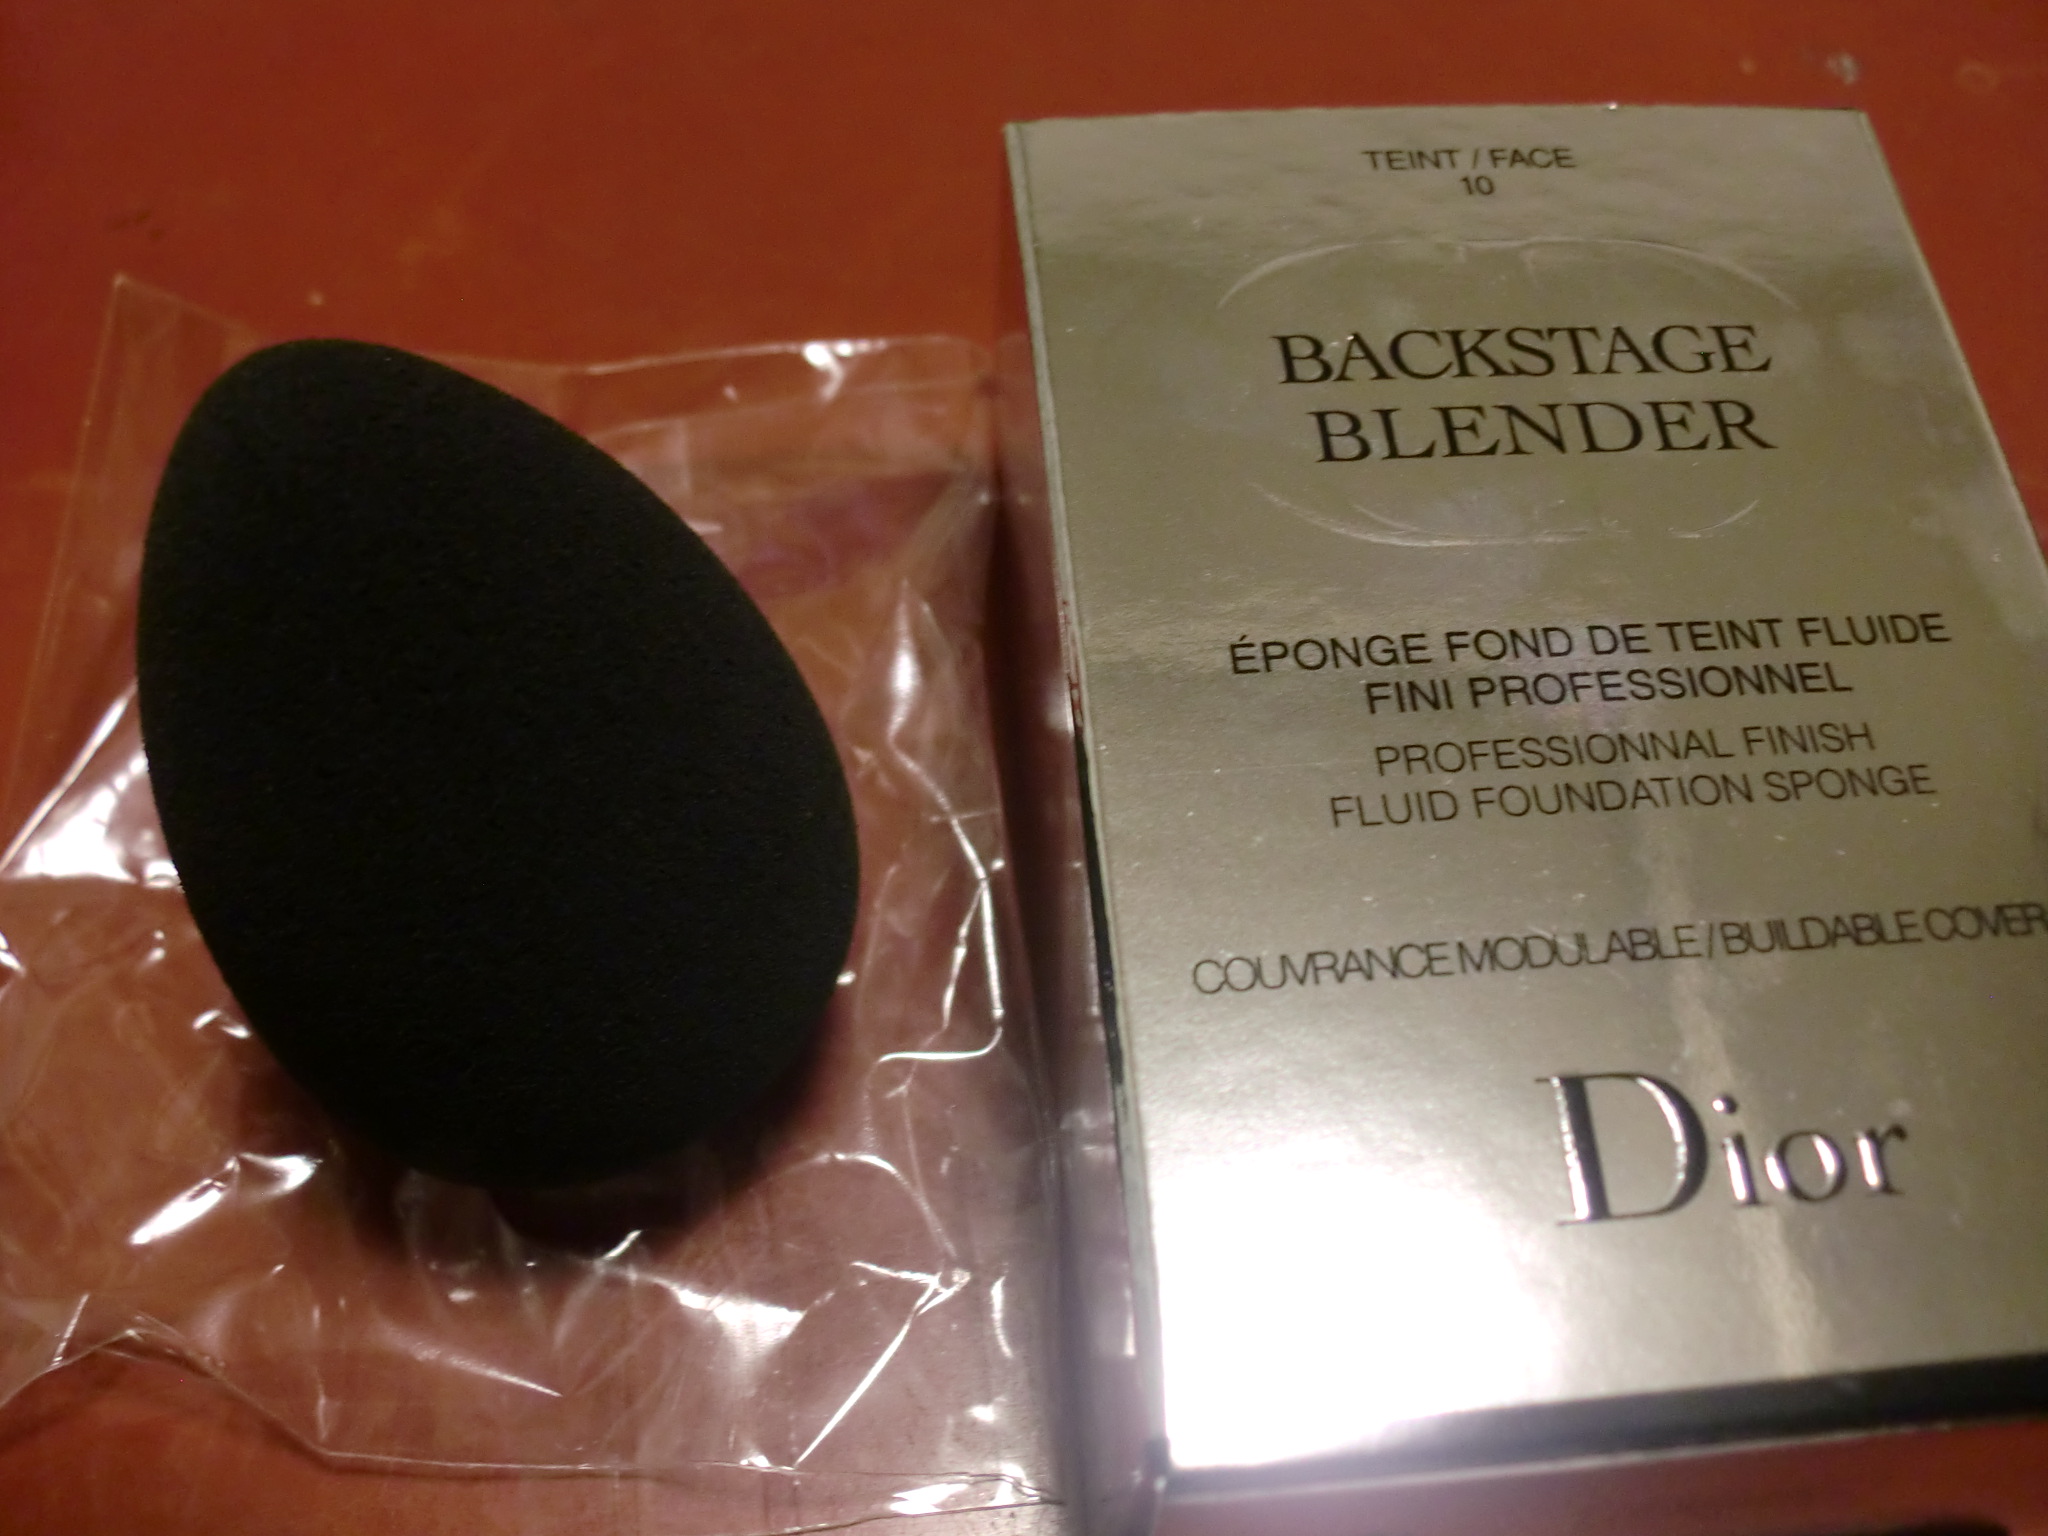 TEINT / FACE
10
BACKSTAGE
BLENDER
ÉPONGE FOND DE TEINT FLUIDE
FINI PROFESSIONNEL
PROFESSIONNAL FINISH
FLUID FOUNDATION SPONGE
COUVRANCE MODULABLE / BUILDABLE COVER
Dior